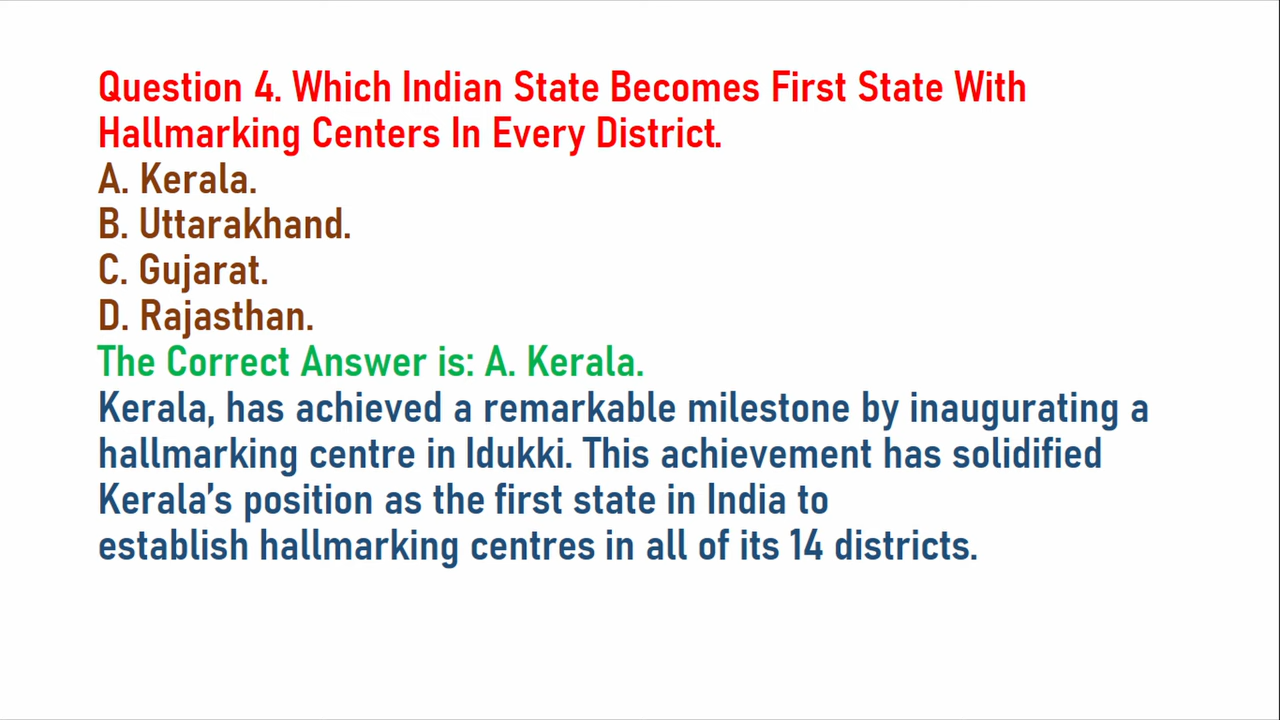 Question 4. Which Indian State Becomes First State With
Hallmarking Centers In Every District.
A. Kerala.
B. Uttarakhand.
C. Gujarat.
D. Rajasthan.
The Correct Answer is: A. Kerala.
Kerala, has achieved a remarkable milestone by inaugurating a
hallmarking centre in Idukki. This achievement has solidified
Kerala’s position as the first state in India to
establish hallmarking centres in all of its 14 districts.